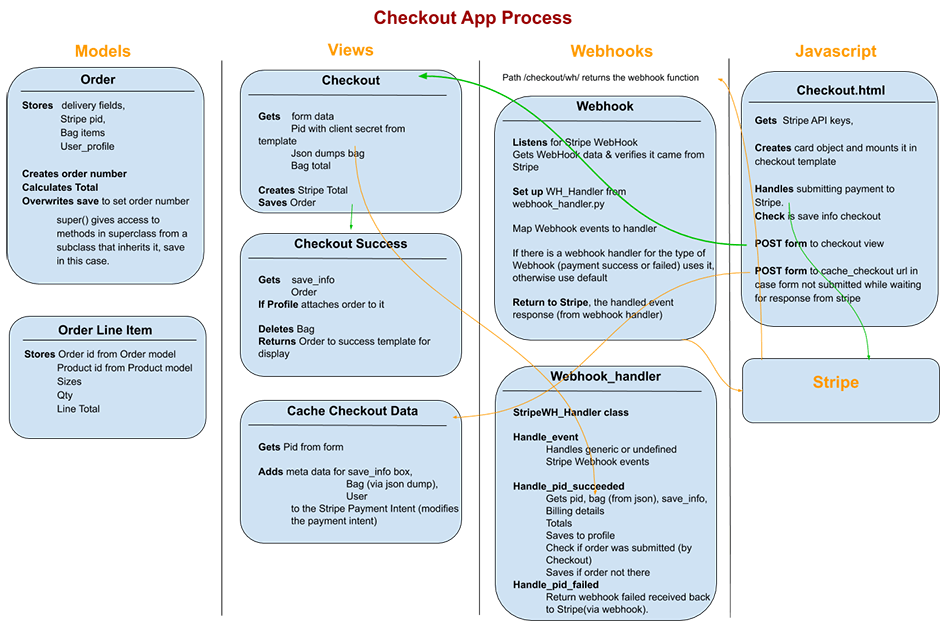 Checkout App Process
Models
Order
Stores delivery fields,
Stripe pid,
Bag items
User_profile
Creates order number
Calculates Total
Overwrites save to set order number
super() gives access to
methods in superclass from a
subclass that inherits it, save
in this case.
Order Line Item
Stores Order id from Order model
Product id from Product model
Sizes
Qty
Line Total
Views
Checkout
Gets form data
Pid with client secret from
template
Json dumps bag
Bag total
Creates Stripe Total
Saves Order
Checkout Success
Gets save_info
Order
If Profile attaches order to it
Deletes Bag
Returns Order to success template for
display
Cache Checkout Data
Gets Pid from form
Adds meta data for save_info box,
Bag (via json dump),
User
to the Stripe Payment Intent (modifies
the payment intent)
Webhooks
Path /checkout/wh/ returns the webhook function
Webhook
Listens for Stripe WebHook
Gets WebHook data & verifies it came from
Stripe
Set up WH_Handler from
webhook_handler.py
Map Webhook events to handler
If there is a webhook handler for the type of
Webhook (payment success or failed) uses it,
otherwise use default
Return to Stripe, the handled event
response (from webhook handler)
Webhook_handler
StripeWH_Handler class
Handle_event
Handles generic or undefined
Stripe Webhook events
Handle_pid_succeeded
Gets pid, bag (from json), save_info,
Billing details
Totals
Saves to profile
Check if order was submitted (by
Checkout)
Saves if order not there
Handle_pid_failed
Return webhook failed received back
to Stripe(via webhook).
Javascript
Checkout.html
Gets Stripe API keys,
Creates card object and mounts it in
checkout template
Handles submitting payment to
Stripe.
Check is save info checkout
POST form to checkout view
POST form to cache_checkout url in
case form not submitted while waiting
for response from stripe
Stripe